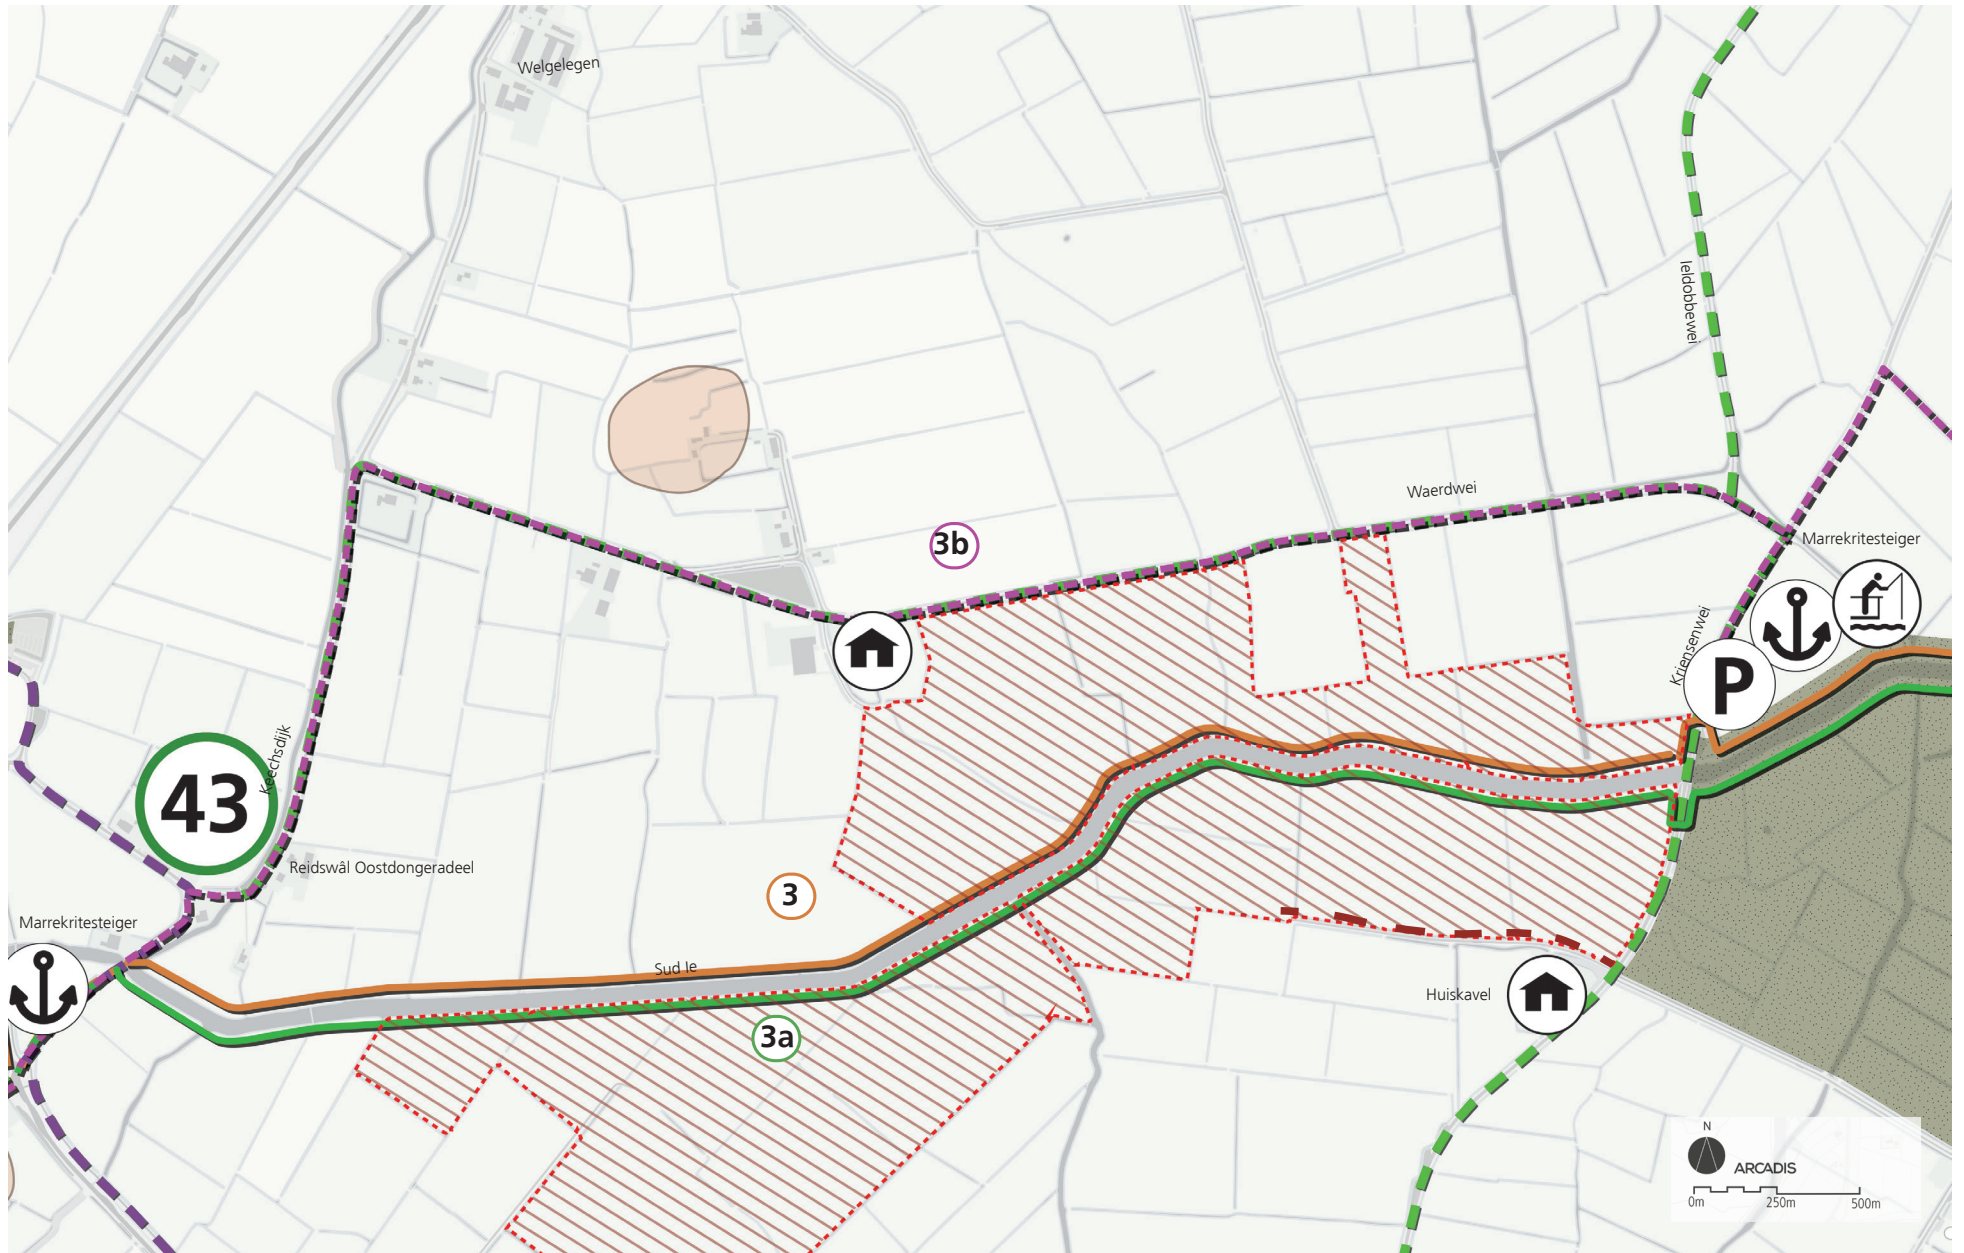 Welgelegen
Ieldobbewei
Waerdwei
3b
Marrekritesteiger
Kriensenwei
P
Keechsdijk
43
Reidswâl Oostdongeradeel
3
Marrekritesteiger
Sud Ie
Huiskavel
3a
N
ARCADIS
0m 250m 500m